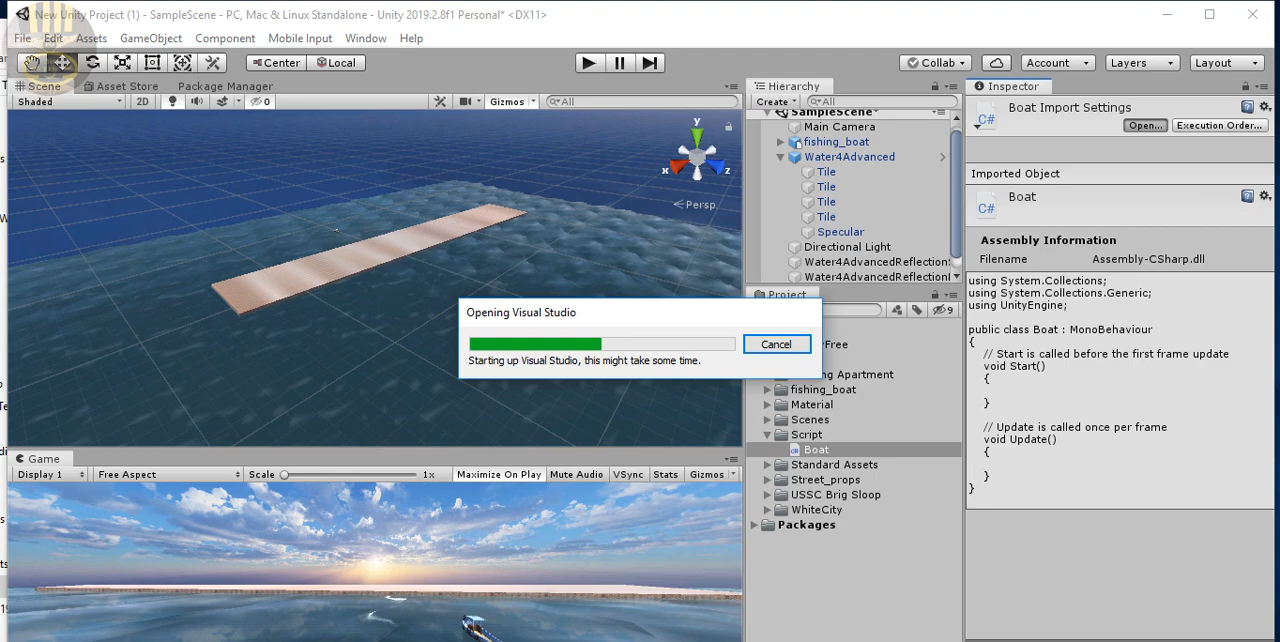 New Unity Project (1) - SampleScene - PC, Mac & Linux Standalone - Unity 2019.2.8f1 Personal* <DX11>
File Edit Assets GameObject Component Mobile Input Window Help
Center Local Collab Account Layers Layout
Scene Asset Store Package Manager
Shaded 2D 0 Gizmos All
y
x
z
Persp
Hierarchy
Create All
SampleScene*
Main Camera
fishing_boat
Water4Advanced
Tile
Tile
Tile
Tile
Specular
Directional Light
Water4AdvancedReflection
Water4AdvancedReflection
Project
9
Apartment
fishing_boat
Material
Scenes
Script
Boat
Standard Assets
Street_props
USSC Brig Sloop
WhiteCity
Packages
Opening Visual Studio
Cancel
Starting up Visual Studio, this might take some time.
Game
Display 1 Free Aspect Scale 1x Maximize On Play Mute Audio VSync Stats Gizmos
Inspector
Boat Import Settings
C#
Open... Execution Order...
Imported Object
C#
Boat
Assembly Information
Filename Assembly-CSharp.dll
using System.Collections;
using System.Collections.Generic;
using UnityEngine;
public class Boat : MonoBehaviour
{
// Start is called before the first frame update
void Start()
{
}
// Update is called once per frame
void Update()
{
}
}